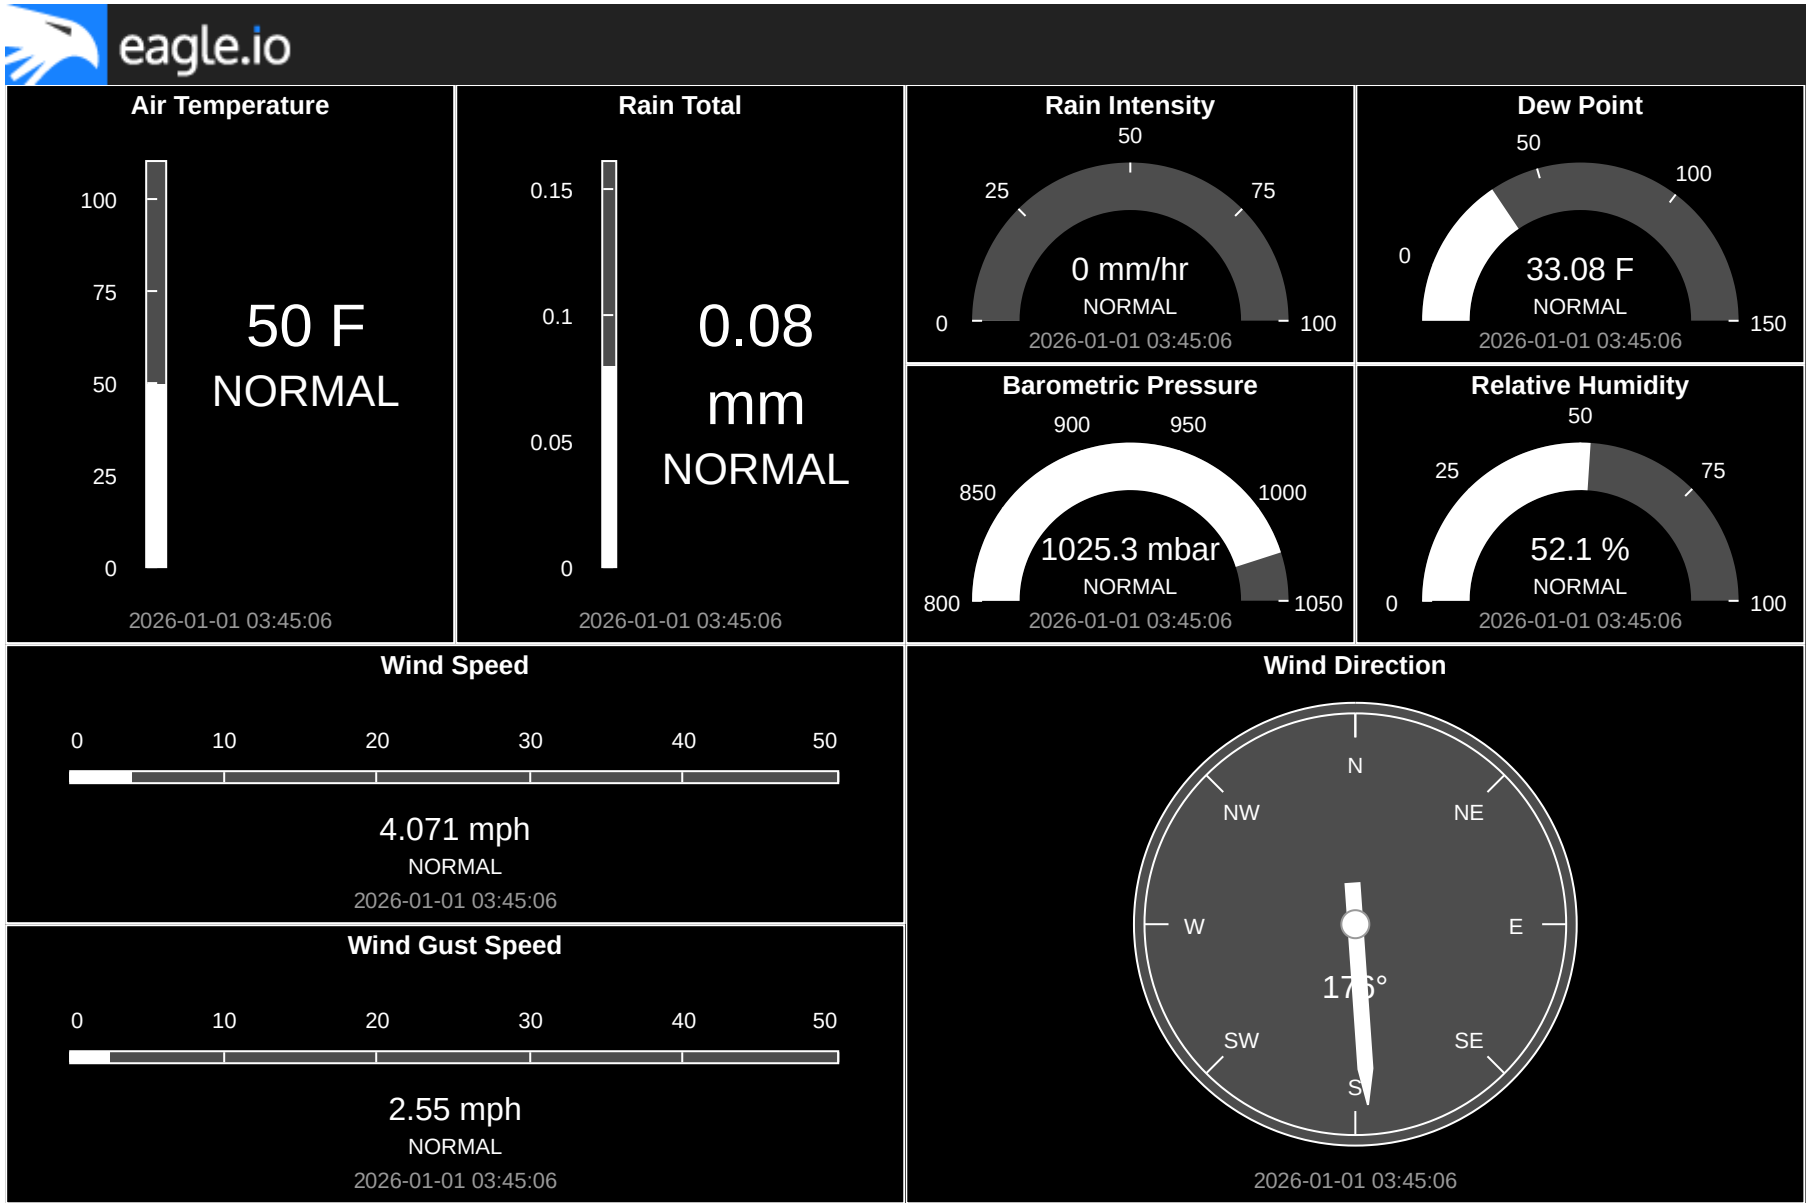 eagle.io
Air Temperature
100
75
50
25
0
50 F
NORMAL
2026-01-01 03:45:06
Rain Total
0.15
0.1
0.05
0
0.08
mm
NORMAL
2026-01-01 03:45:06
Rain Intensity
50
25
75
0
100
0 mm/hr
NORMAL
2026-01-01 03:45:06
Dew Point
50
100
0
150
33.08 F
NORMAL
2026-01-01 03:45:06
Barometric Pressure
900
950
850
1000
800
1050
1025.3 mbar
NORMAL
2026-01-01 03:45:06
Relative Humidity
50
25
75
0
100
52.1 %
NORMAL
2026-01-01 03:45:06
Wind Speed
0 10 20 30 40 50
4.071 mph
NORMAL
2026-01-01 03:45:06
Wind Gust Speed
0 10 20 30 40 50
2.55 mph
NORMAL
2026-01-01 03:45:06
Wind Direction
N
NW
NE
W
E
176°
SW
SE
S
2026-01-01 03:45:06